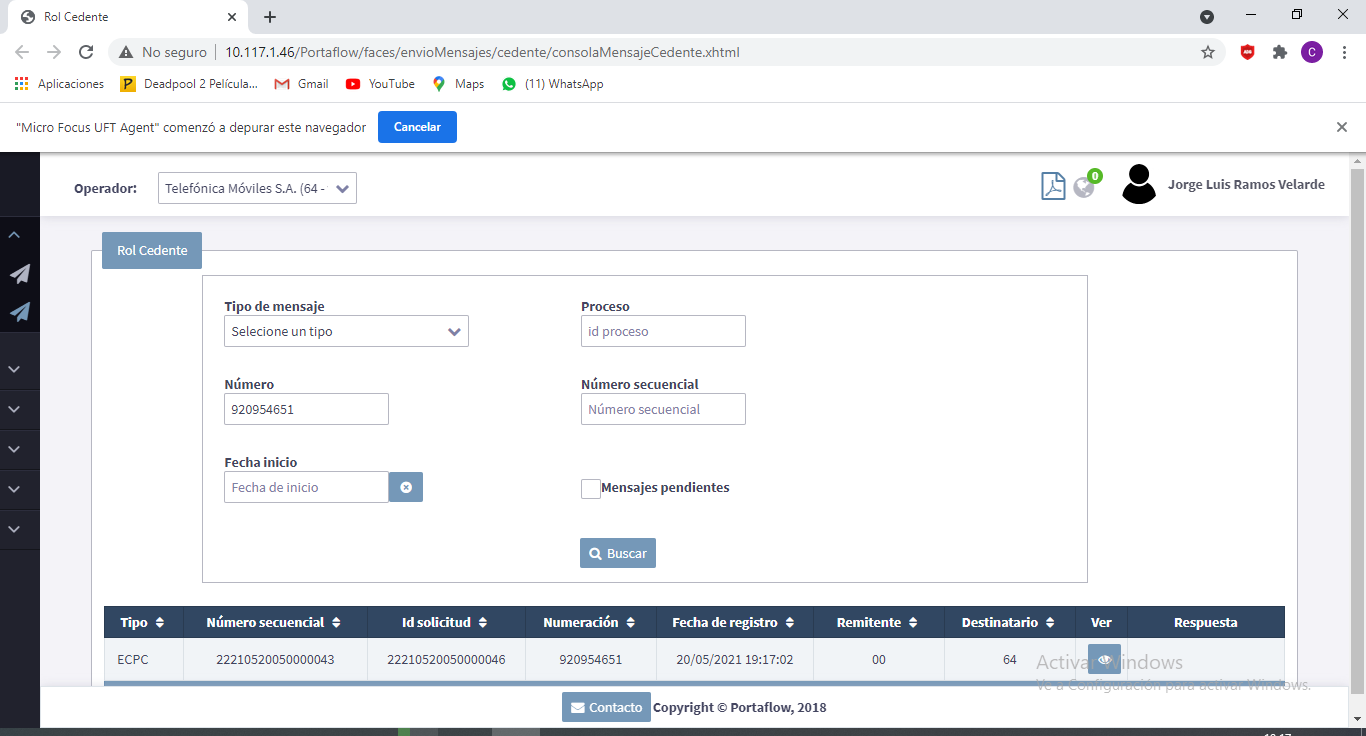 Rol Cedente
No seguro | 10.117.1.46/Portaflow/faces/envioMensajes/cedente/consolaMensajeCedente.xhtml
C
Aplicaciones P Deadpool 2 Película... Gmail YouTube Maps (11) WhatsApp
"Micro Focus UFT Agent" comenzó a depurar este navegador Cancelar
Operador: Telefónica Móviles S.A. (64 - 0 Jorge Luis Ramos Velarde
Rol Cedente
Tipo de mensaje Proceso
Selecione un tipo id proceso
Número Número secuencial
920954651 Número secuencial
Fecha inicio
Fecha de inicio Mensajes pendientes
Buscar
Tipo Número secuencial Id solicitud Numeración Fecha de registro Remitente Destinatario Ver Respuesta
ECPC 22210520050000043 22210520050000046 920954651 20/05/2021 19:17:02 00 64
Activar Windows
Ve a Configuración para activar Windows.
Contacto Copyright © Portaflow, 2018